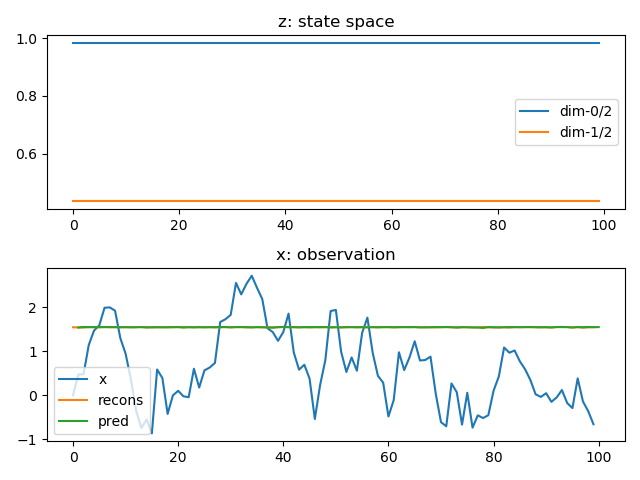 z: state space
1.0
0.8
0.6
dim-0/2
dim-1/2
0 20 40 60 80 100
x: observation
2
1
0
−1
x
recons
pred
0 20 40 60 80 100